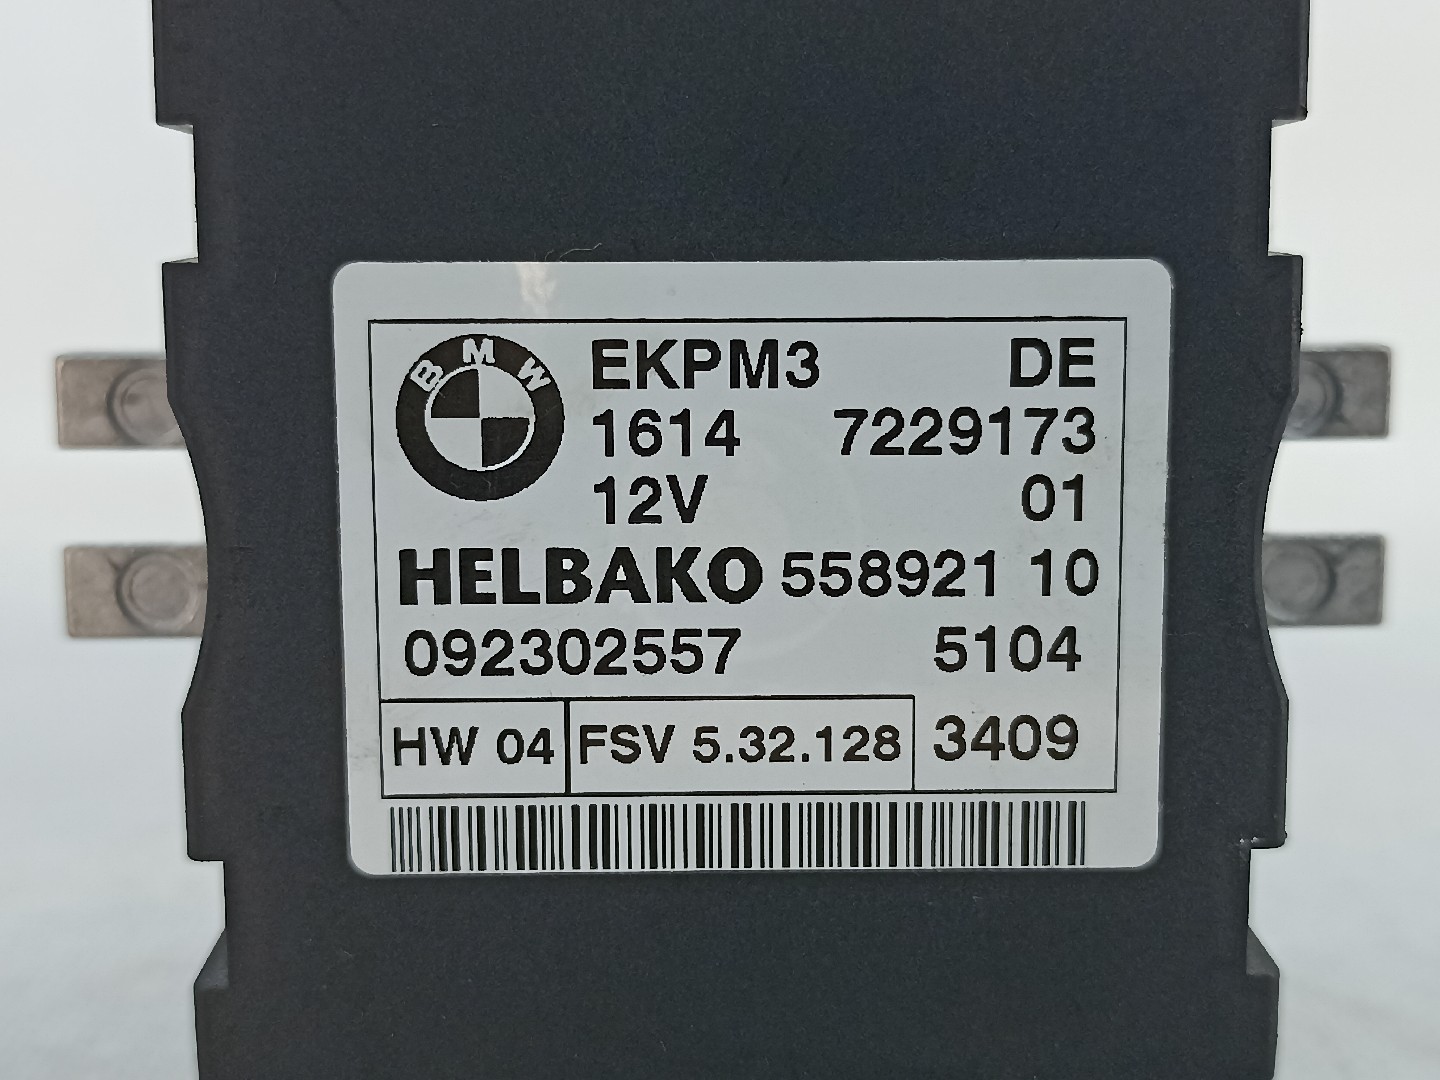 BMW
EKPM3 DE
1614 7229173
12V 01
HELBAKO 558921 10
092302557 5104
HW 04 FSV 5.32.128 3409